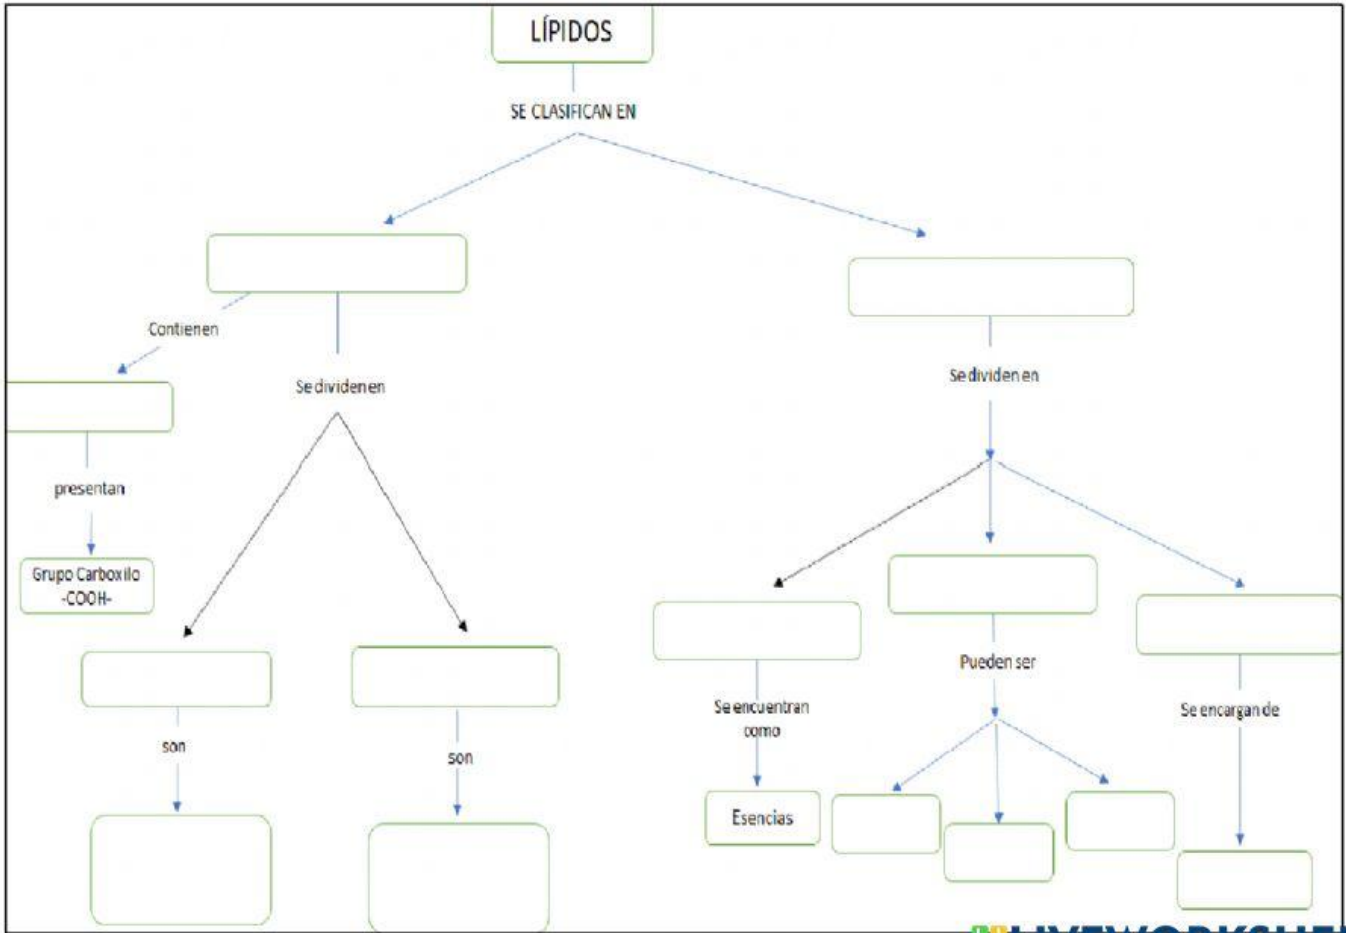 LÍPIDOS
SE CLASIFICAN EN
Contienen
Se dividen en
Se dividen en
presentan
Grupo Carboxilo
-COOH-
Pueden ser
Se encuentran
como
Se encargan de
son
son
Esencias